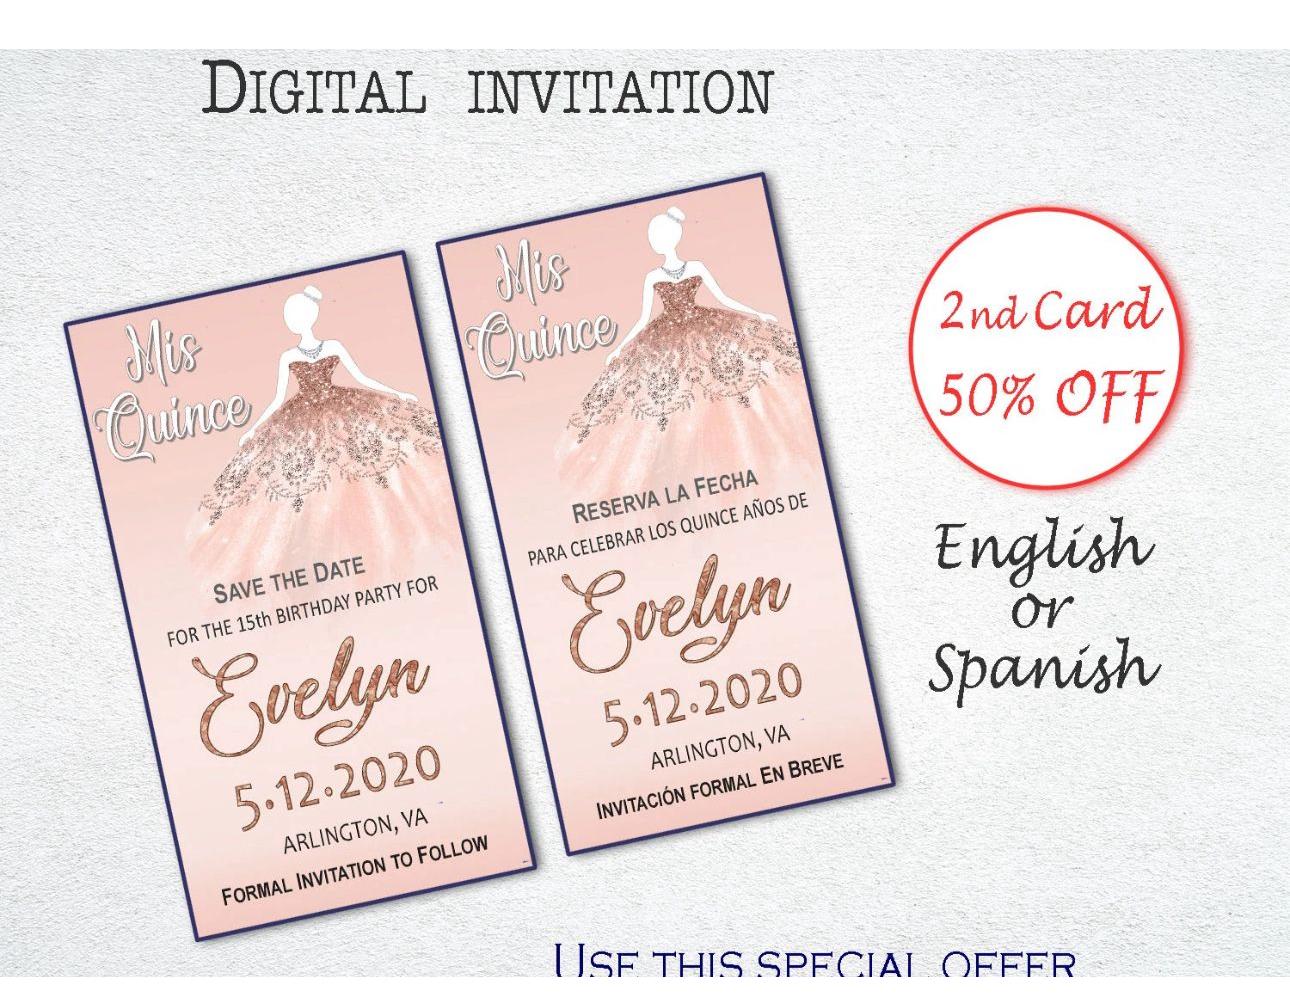 DIGITAL INVITATION
Mis
Quince
SAVE THE DATE
FOR THE 15th BIRTHDAY PARTY FOR
Evelyn
5•12•2020
ARLINGTON, VA
FORMAL INVITATION TO FOLLOW
Mis
Quince
RESERVA LA FECHA
PARA CELEBRAR LOS QUINCE AÑOS DE
Evelyn
5•12•2020
ARLINGTON, VA
INVITACIÓN FORMAL EN BREVE
2nd Card
50% OFF
English
or
Spanish
USE THIS SPECIAL OFFER